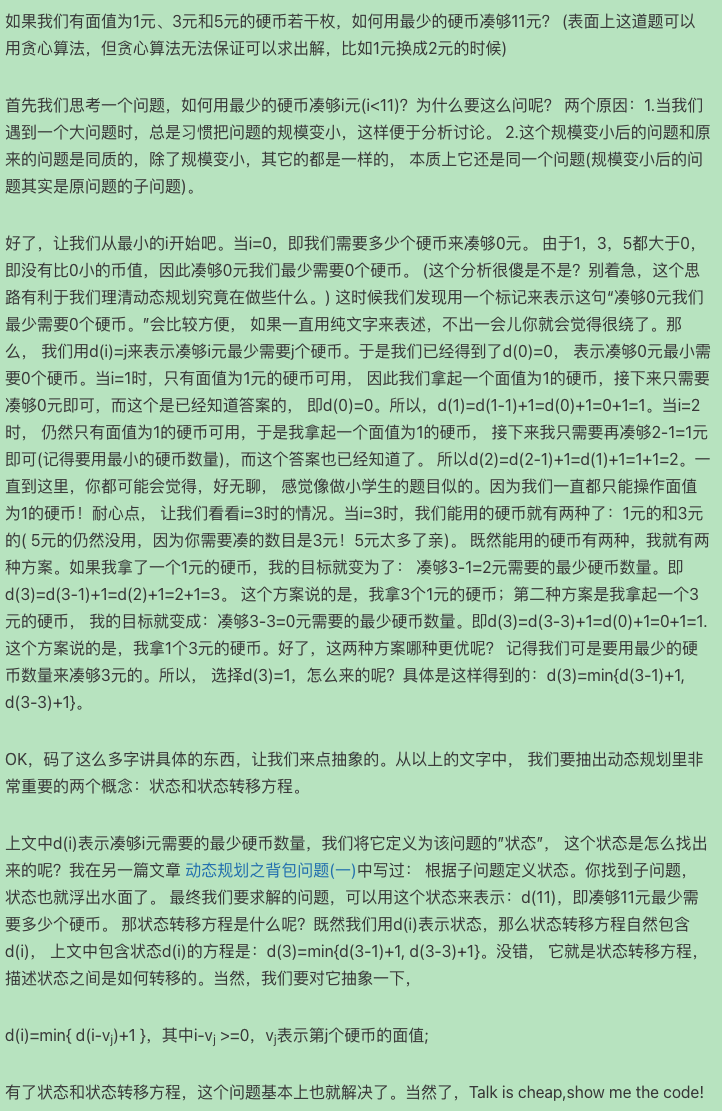 如果我们有面值为1元、3元和5元的硬币若干枚，如何用最少的硬币凑够11元？ (表面上这道题可以
用贪心算法，但贪心算法无法保证可以求出解，比如1元换成2元的时候)
首先我们思考一个问题，如何用最少的硬币凑够i元(i<11)？为什么要这么问呢？ 两个原因：1.当我们
遇到一个大问题时，总是习惯把问题的规模变小，这样便于分析讨论。 2.这个规模变小后的问题和原
来的问题是同质的，除了规模变小，其它的都是一样的， 本质上它还是同一个问题(规模变小后的问
题其实是原问题的子问题)。
好了，让我们从最小的i开始吧。当i=0，即我们需要多少个硬币来凑够0元。 由于1，3，5都大于0，
即没有比0小的币值，因此凑够0元我们最少需要0个硬币。 (这个分析很傻是不是？别着急，这个思
路有利于我们理清动态规划究竟在做些什么。) 这时候我们发现用一个标记来表示这句“凑够0元我们
最少需要0个硬币。”会比较方便， 如果一直用纯文字来表述，不出一会儿你就会觉得很绕了。那
么， 我们用d(i)=j来表示凑够i元最少需要j个硬币。于是我们已经得到了d(0)=0， 表示凑够0元最小需
要0个硬币。当i=1时，只有面值为1元的硬币可用， 因此我们拿起一个面值为1的硬币，接下来只需要
凑够0元即可，而这个是已经知道答案的， 即d(0)=0。所以，d(1)=d(1-1)+1=d(0)+1=0+1=1。当i=2
时， 仍然只有面值为1的硬币可用，于是我拿起一个面值为1的硬币， 接下来我只需要再凑够2-1=1元
即可(记得要用最小的硬币数量)，而这个答案也已经知道了。 所以d(2)=d(2-1)+1=d(1)+1=1+1=2。一
直到这里，你都可能会觉得，好无聊， 感觉像做小学生的题目似的。因为我们一直都只能操作面值
为1的硬币！耐心点， 让我们看看i=3时的情况。当i=3时，我们能用的硬币就有两种了：1元的和3元
的( 5元的仍然没用，因为你需要凑的数目是3元！5元太多了亲)。 既然能用的硬币有两种，我就有两
种方案。如果我拿了一个1元的硬币，我的目标就变为了： 凑够3-1=2元需要的最少硬币数量。即
d(3)=d(3-1)+1=d(2)+1=2+1=3。 这个方案说的是，我拿3个1元的硬币；第二种方案是我拿起一个3
元的硬币， 我的目标就变成：凑够3-3=0元需要的最少硬币数量。即d(3)=d(3-3)+1=d(0)+1=0+1=1.
这个方案说的是，我拿1个3元的硬币。好了，这两种方案哪种更优呢？ 记得我们可是要用最少的硬
币数量来凑够3元的。所以， 选择d(3)=1，怎么来的呢？具体是这样得到的：d(3)=min{d(3-1)+1,
d(3-3)+1}。
OK，码了这么多字讲具体的东西，让我们来点抽象的。从以上的文字中， 我们要抽出动态规划里非
常重要的两个概念：状态和状态转移方程。
上文中d(i)表示凑够i元需要的最少硬币数量，我们将它定义为该问题的”状态”， 这个状态是怎么找出
来的呢？我在另一篇文章 动态规划之背包问题(一)中写过： 根据子问题定义状态。你找到子问题，
状态也就浮出水面了。 最终我们要求解的问题，可以用这个状态来表示：d(11)，即凑够11元最少需
要多少个硬币。 那状态转移方程是什么呢？既然我们用d(i)表示状态，那么状态转移方程自然包含
d(i)， 上文中包含状态d(i)的方程是：d(3)=min{d(3-1)+1, d(3-3)+1}。没错， 它就是状态转移方程，
描述状态之间是如何转移的。当然，我们要对它抽象一下，
d(i)=min{ d(i-vj)+1 }，其中i-vj >=0，vj表示第j个硬币的面值;
有了状态和状态转移方程，这个问题基本上也就解决了。当然了，Talk is cheap,show me the code!